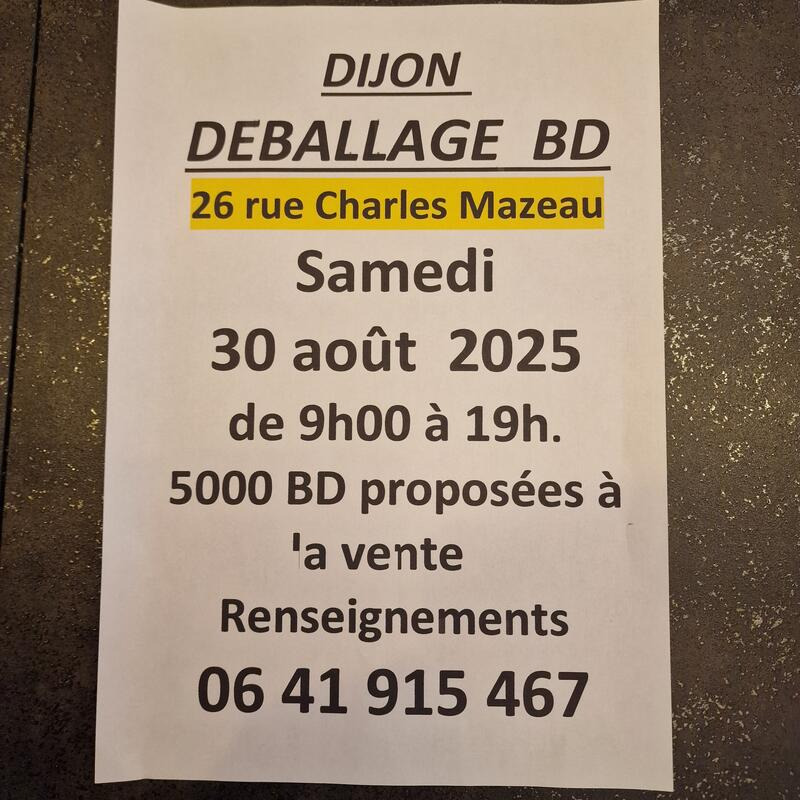 DIJON
DEBALLAGE BD
26 rue Charles Mazeau
Samedi
30 août 2025
de 9h00 à 19h.
5000 BD proposées à
la vente
Renseignements
06 41 915 467